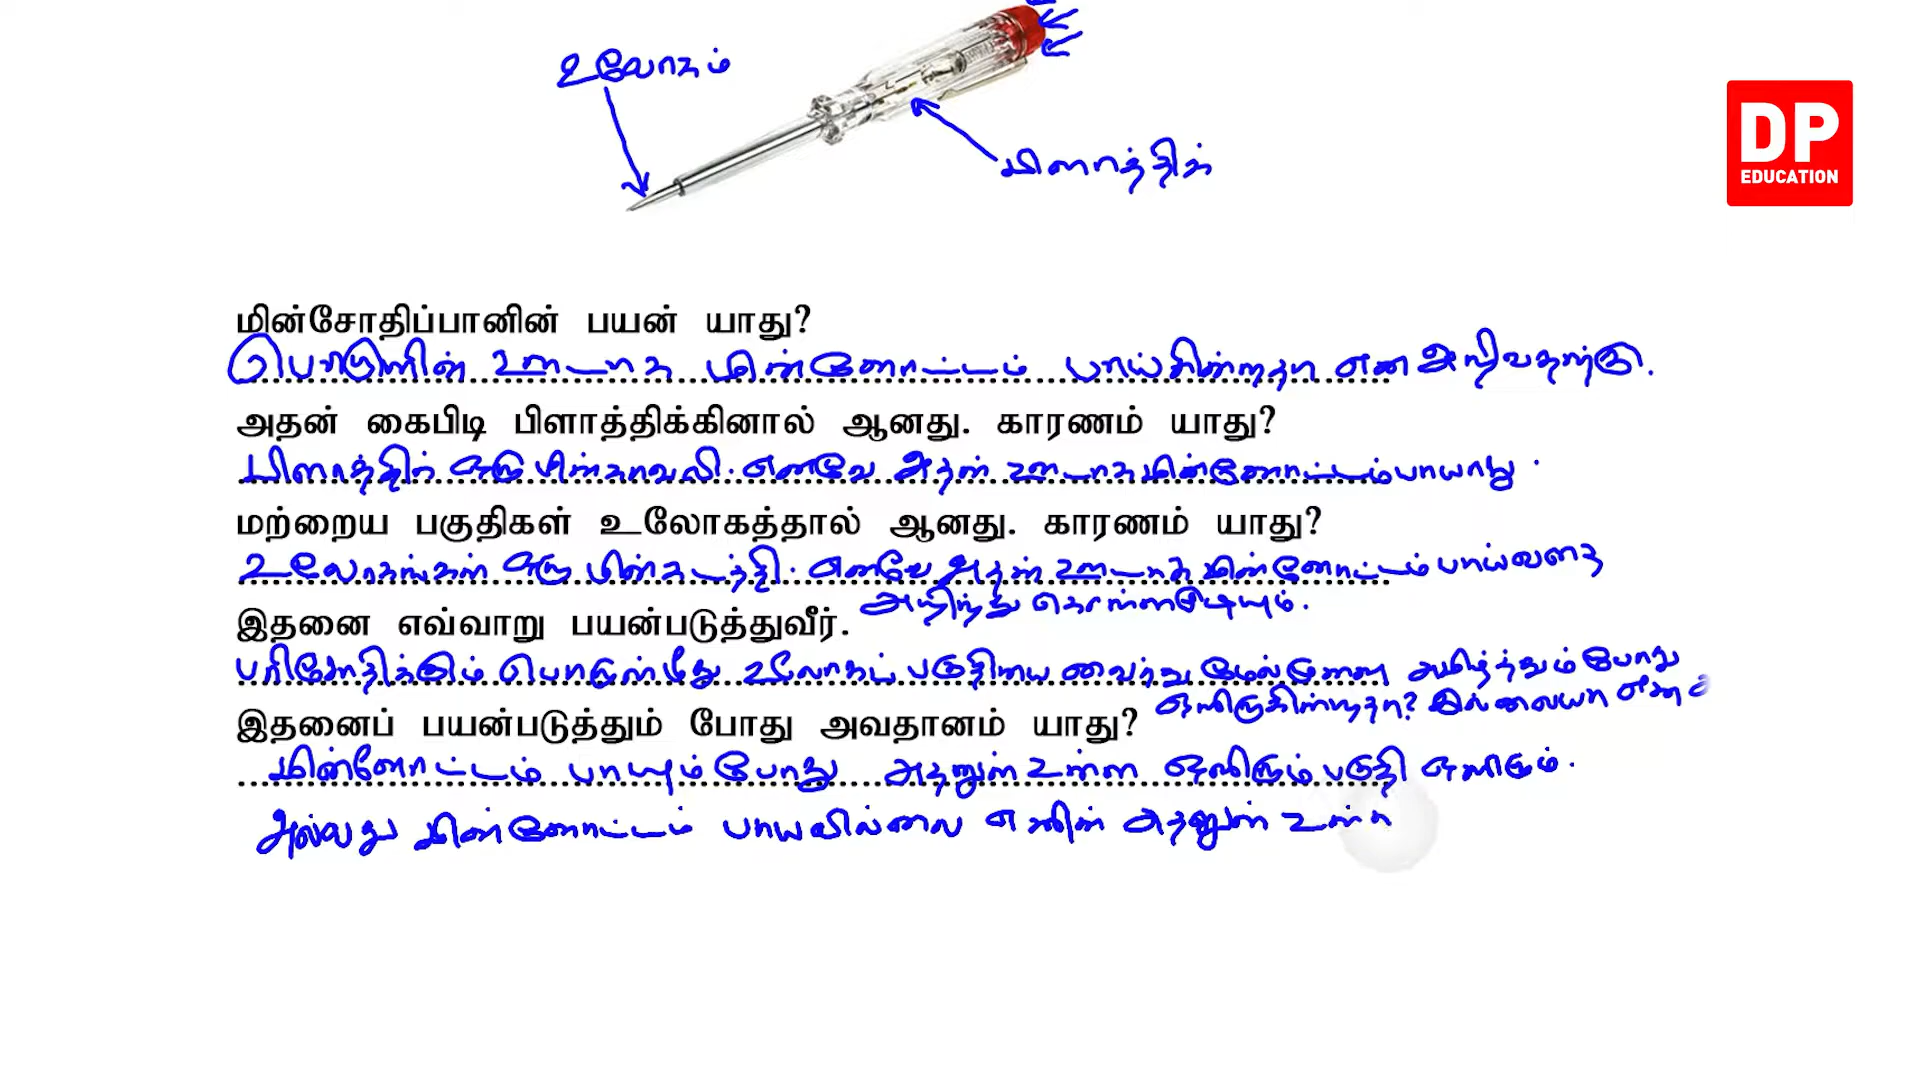 உலோகம்
DP
EDUCATION
பிளாத்திக்
மின்சோதிப்பானின் பயன் யாது?
பொருளின் ஊடாக மின்னோட்டம் பாய்கின்றதா என அறிவதற்கு.
அதன் கைபிடி பிளாத்திக்கினால் ஆனது. காரணம் யாது?
பிளாத்திக் அரு மின்காவலி. எனவே அதன் ஊடாக மின்னோட்டம் பாயாது.
மற்றைய பகுதிகள் உலோகத்தால் ஆனது. காரணம் யாது?
உலோகங்கள் அரு மின்கடத்தி. எனவே அதன் ஊடாக மின்னோட்டம் பாய்வதை
அறிந்து கொள்ளமுடியும்.
இதனை எவ்வாறு பயன்படுத்துவீர்.
பரிசோதிக்கும் பொருள் மீது உலோகப் பகுதியை வைத்து மேல்முனை அமிழ்த்தும் போது
ஒளிருகின்றதா? இல்லையா என
இதனைப் பயன்படுத்தும் போது அவதானம் யாது?
மின்னோட்டம் பாயும் போது அதனுள் உள்ள ஒளிரும் பகுதி ஒளிரும்.
அல்லது மின்னோட்டம் பாயவில்லை எனின் அதனுள் உள்